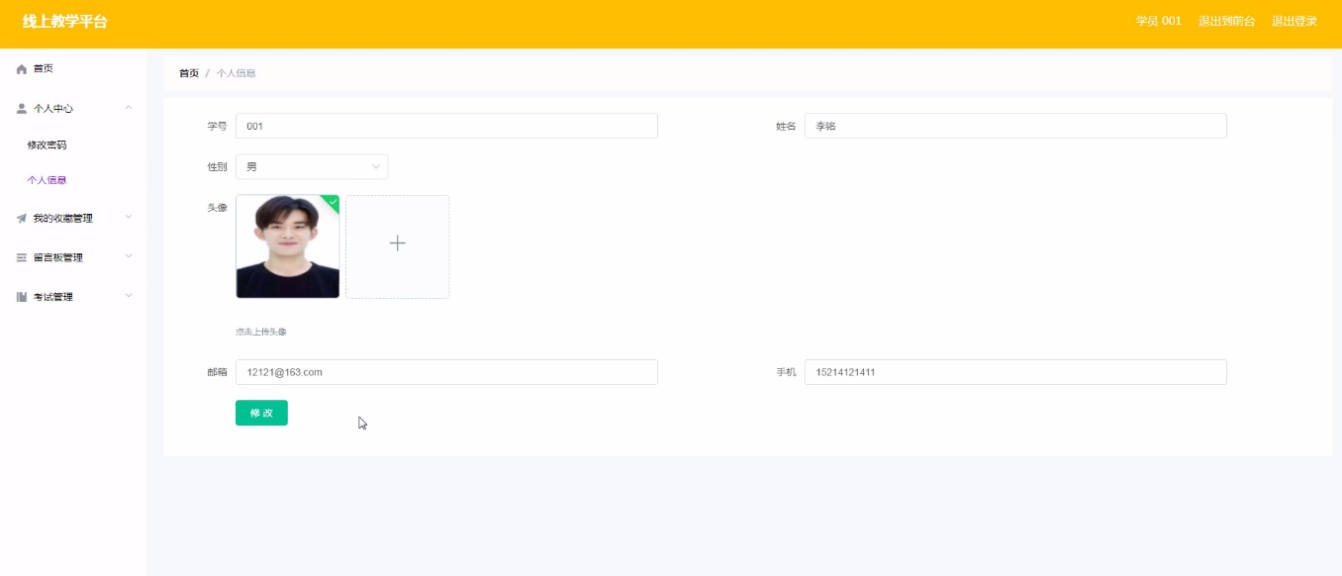 线上教学平台
学员 001 退出到前台 退出登录
首页
个人中心
修改密码
个人信息
我的收藏管理
留言板管理
考试管理
首页 / 个人信息
学号 001
姓名 李铭
性别 男
头像
点击上传头像
邮箱 12121@163.com
手机 15214121411
修改